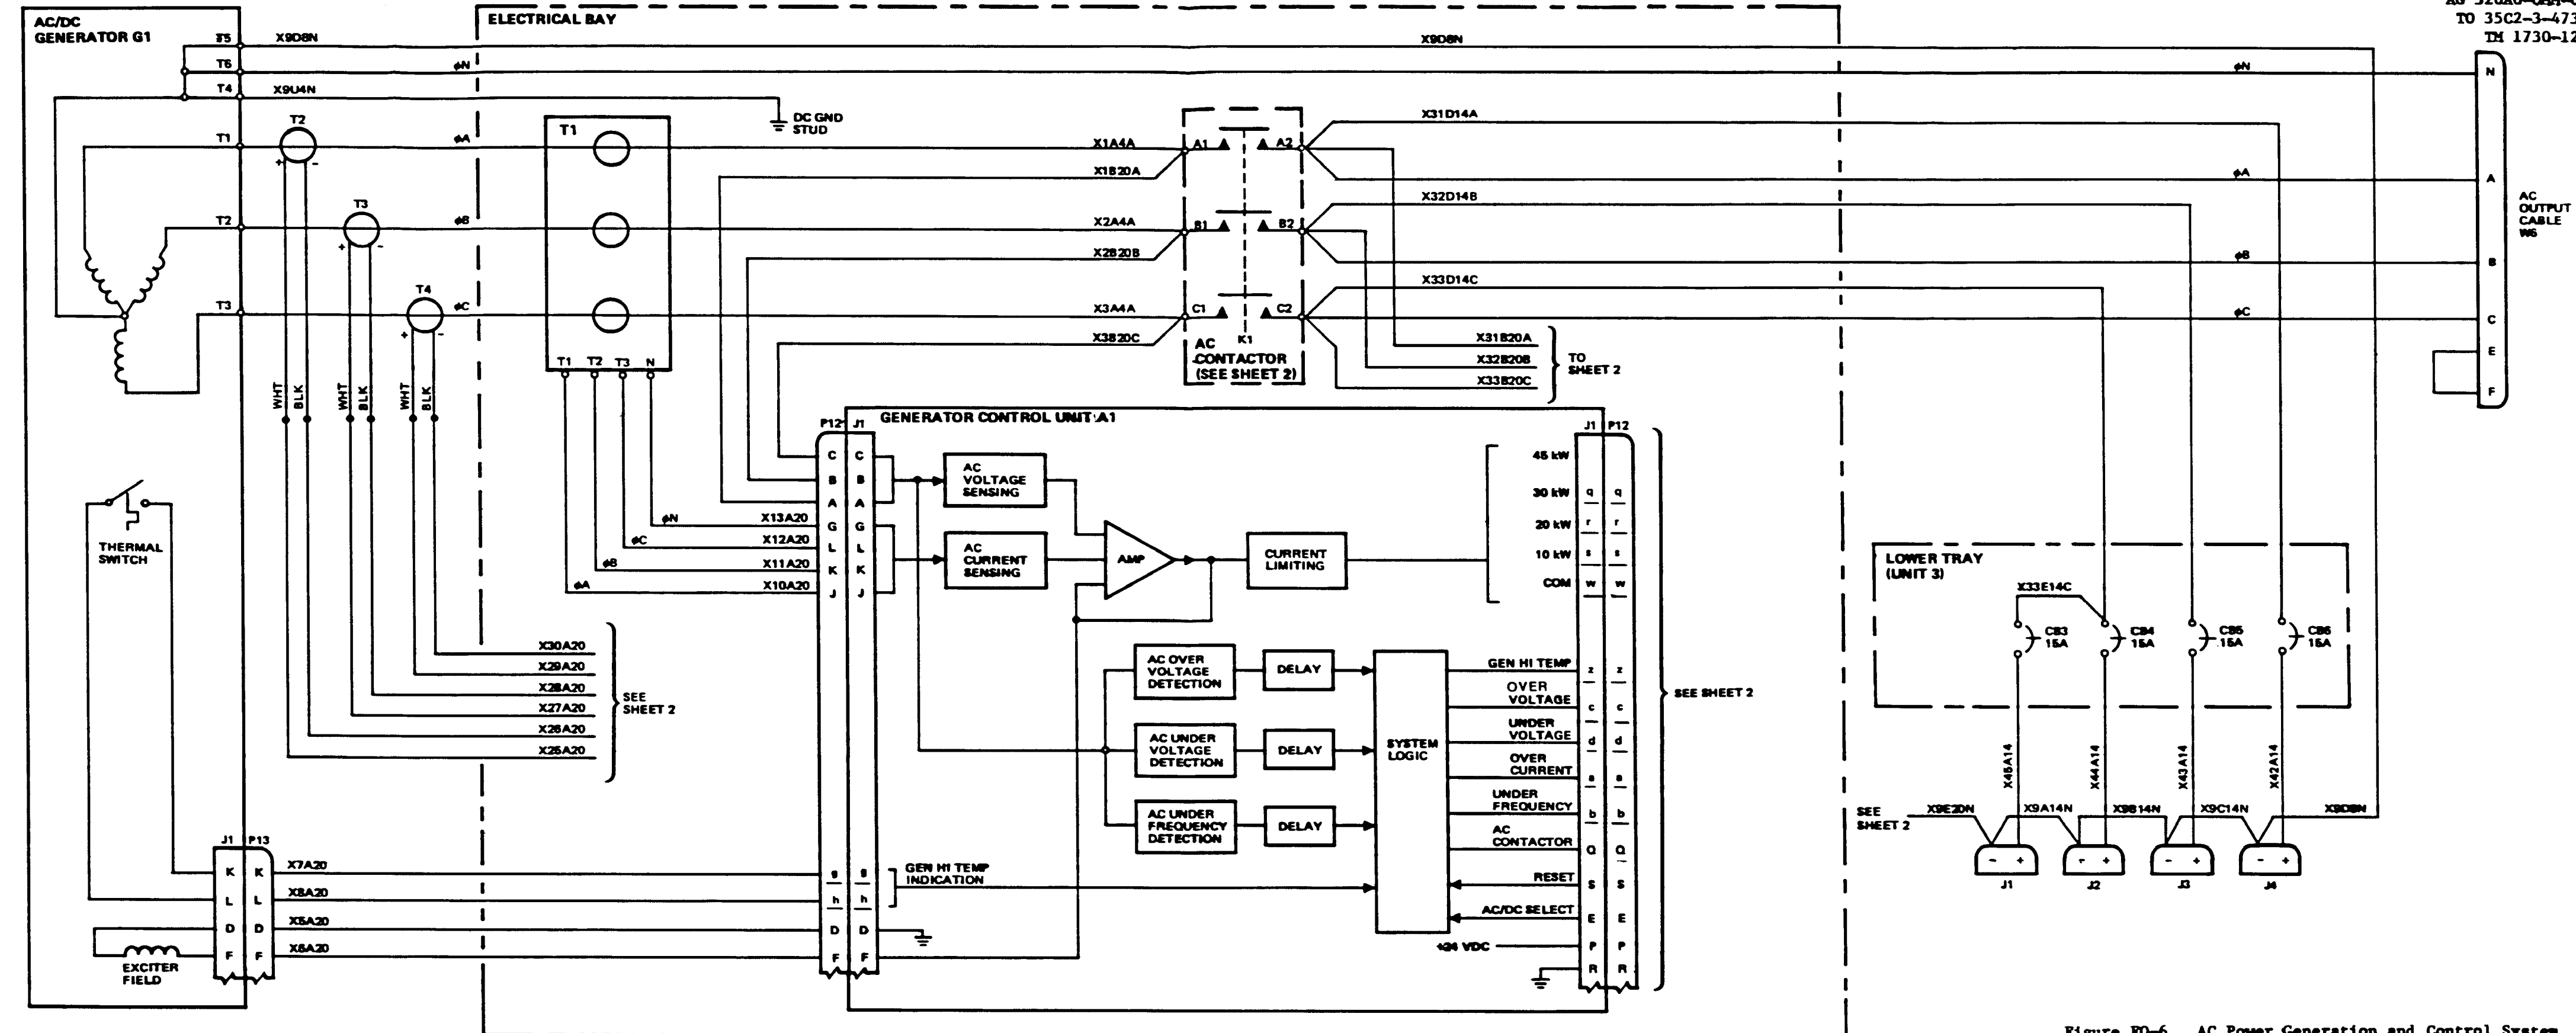 AG 320A0-OMM-0
TO 35C2-3-473
TM 1730-12
AC/DC
GENERATOR G1
ELECTRICAL BAY
T5
X9D8N
X9D8N
T6
φN
φN
N
T4
X9U4N
DC GND
STUD
T1
T2
+ -
φA
T1
X1A4A
X1B20A
A1
A2
X31D14A
φA
A
T2
T3
+ -
φB
X2A4A
X2B20B
B1
B2
X32D14B
φB
B
T3
T4
+ -
φC
X3A4A
X3B20C
C1
C2
X33D14C
φC
C
E
F
AC
OUTPUT
CABLE
W6
K1
AC
CONTACTOR
(SEE SHEET 2)
X31B20A
X32B20B
X33B20C
TO
SHEET 2
T1 T2 T3 N
WHT
BLK
WHT
BLK
WHT
BLK
THERMAL
SWITCH
GENERATOR CONTROL UNIT A1
P12 J1
C C
B B
A A
φN X13A20 G G
φC X12A20 L L
φB X11A20 K K
φA X10A20 J J
AC
VOLTAGE
SENSING
AC
CURRENT
SENSING
AMP
CURRENT
LIMITING
J1 P12
45 kW
30 kW q q
20 kW r r
10 kW s s
COM w w
X30A20
X29A20
X28A20
X27A20
X26A20
X25A20
SEE
SHEET 2
AC OVER
VOLTAGE
DETECTION
DELAY
AC UNDER
VOLTAGE
DETECTION
DELAY
AC UNDER
FREQUENCY
DETECTION
DELAY
SYSTEM
LOGIC
GEN HI TEMP z z
OVER
VOLTAGE c c
UNDER
VOLTAGE d d
OVER
CURRENT a a
UNDER
FREQUENCY b b
AC
CONTACTOR Q Q
RESET S S
AC/DC SELECT E E
+24 VDC P P
R R
SEE SHEET 2
J1 P13
K K X7A20
L L X8A20
D D X5A20
F F X6A20
g g
h h
D D
F F
GEN HI TEMP
INDICATION
EXCITER
FIELD
LOWER TRAY
(UNIT 3)
X33E14C
CB3
15A
CB4
15A
CB5
15A
CB6
15A
X45A14
X44A14
X43A14
X42A14
SEE
SHEET 2
X9E20N
X9A14N
X9B14N
X9C14N
X9D8N
- +
- +
- +
- +
J1
J2
J3
J4
Figure FO-6. AC Power Generation and Control System